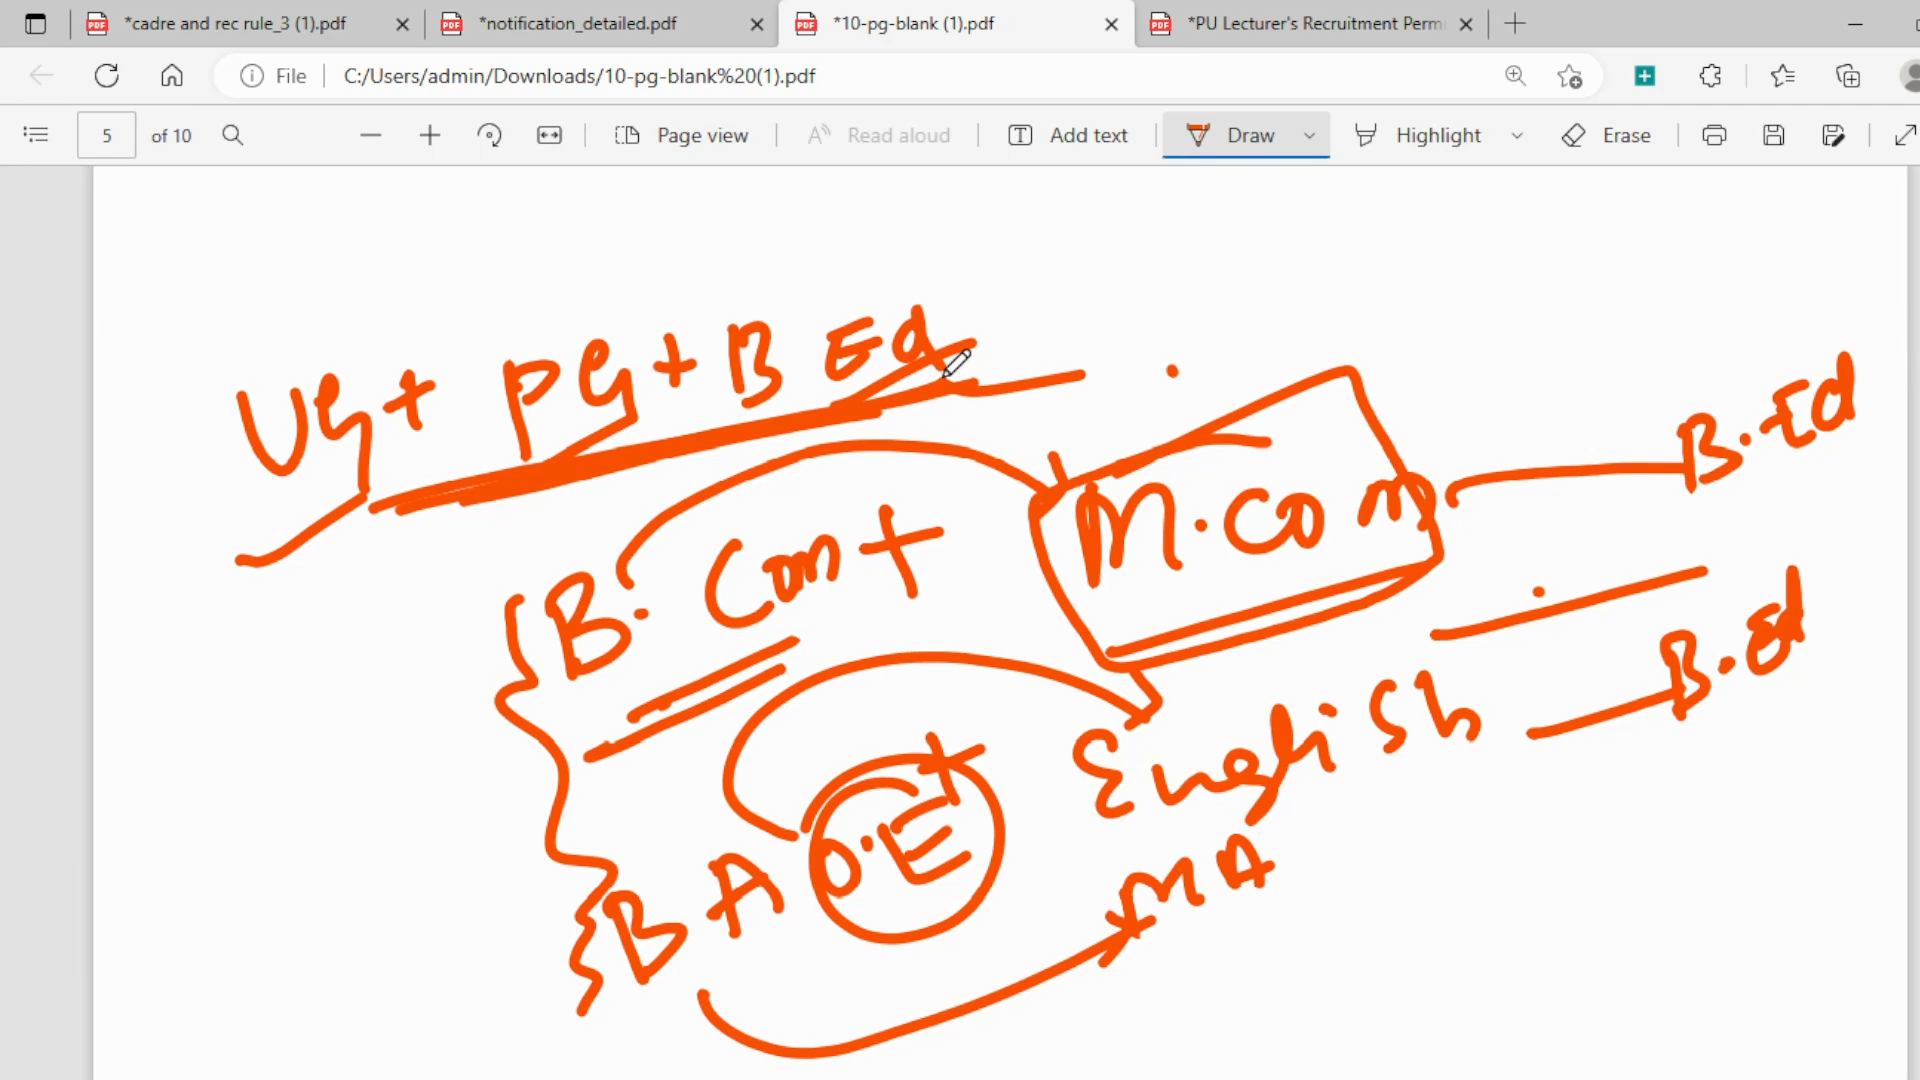 *cadre and rec rule_3 (1).pdf
*notification_detailed.pdf
*10-pg-blank (1).pdf
*PU Lecturer's Recruitment Permi
File C:/Users/admin/Downloads/10-pg-blank%20(1).pdf
5 of 10 Page view Read aloud Add text Draw Highlight Erase
UG + PG + B Ed
B. Com + M.Com B.Ed
O.E English B.Ed
B A MA